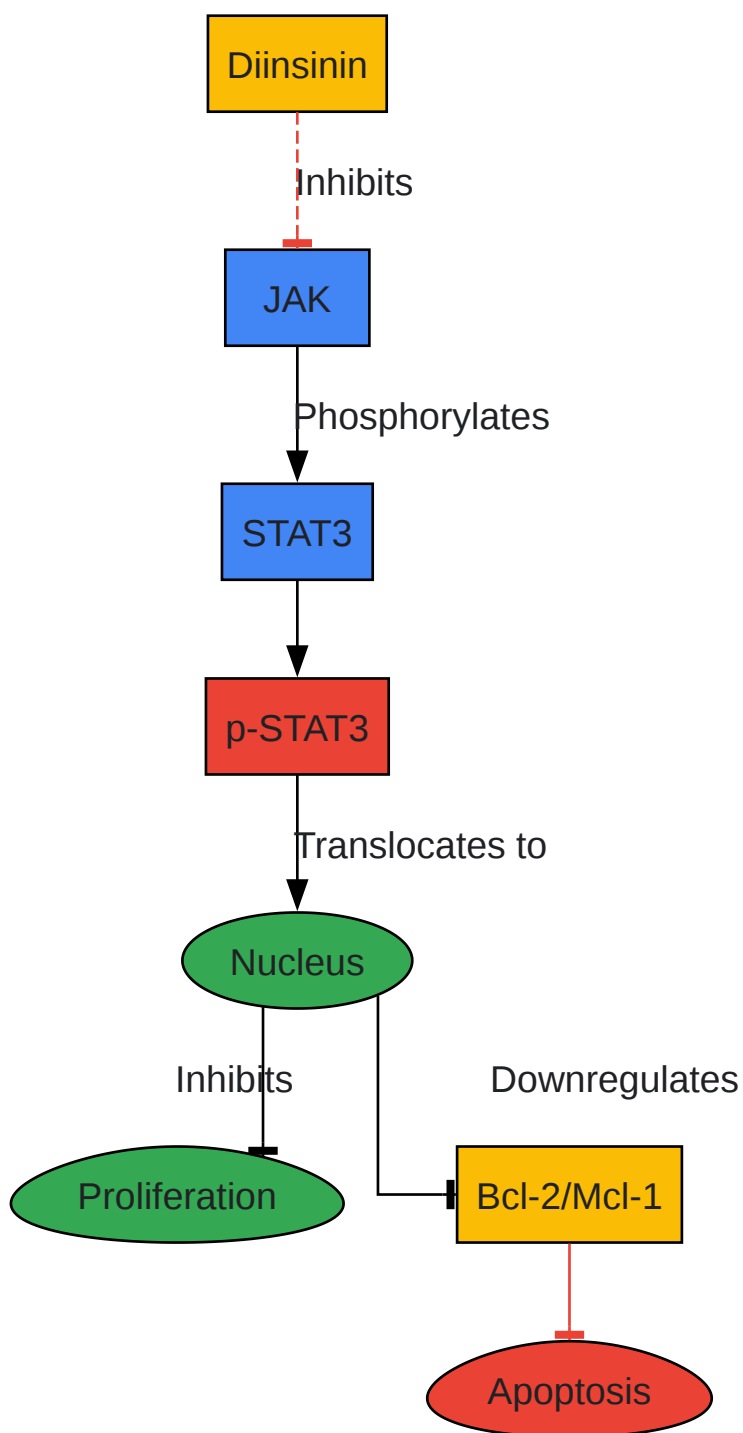 Diinsinin
Inhibits
JAK
Phosphorylates
STAT3
p-STAT3
Translocates to
Nucleus
Inhibits
Downregulates
Proliferation
Bcl-2/Mcl-1
Apoptosis